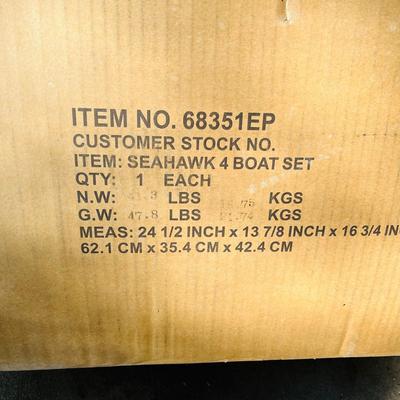 ITEM NO. 68351EP
CUSTOMER STOCK NO.
ITEM: SEAHAWK 4 BOAT SET
QTY: 1 EACH
N.W: LBS KGS
G.W: 47.8 LBS KGS
MEAS: 24 1/2 INCH x 13 7/8 INCH x 16 3/4 IN
62.1 CM x 35.4 CM x 42.4 CM